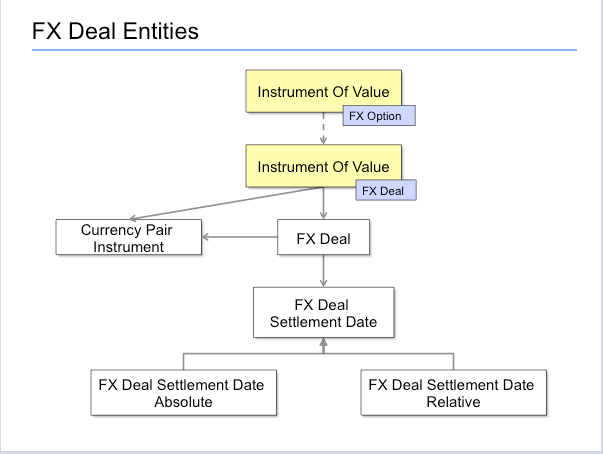 FX Deal Entities
Instrument Of Value
FX Option
Instrument Of Value
FX Deal
Currency Pair
Instrument
FX Deal
FX Deal
Settlement Date
FX Deal Settlement Date
Absolute
FX Deal Settlement Date
Relative